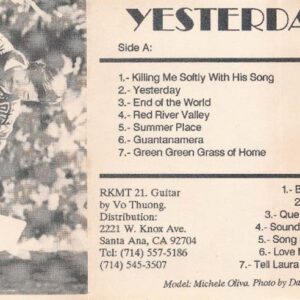 YESTERDA
Side A:
1.- Killing Me Softly With His Song
2.- Yesterday
3.- End of the World
4.- Red River Valley
5.- Summer Place
6.- Guantanamera
7.- Green Green Grass of Home
RKMT 21. Guitar
by Vo Thuong.
Distribution:
2221 W. Knox Ave.
Santa Ana, CA 92704
Tel: (714) 557-5186
(714) 545-3507
1.- B
2
3.- Que
4.- Sound
5.- Song
6.- Love
7.- Tell Laura
Model: Michele Oliva. Photo by Da